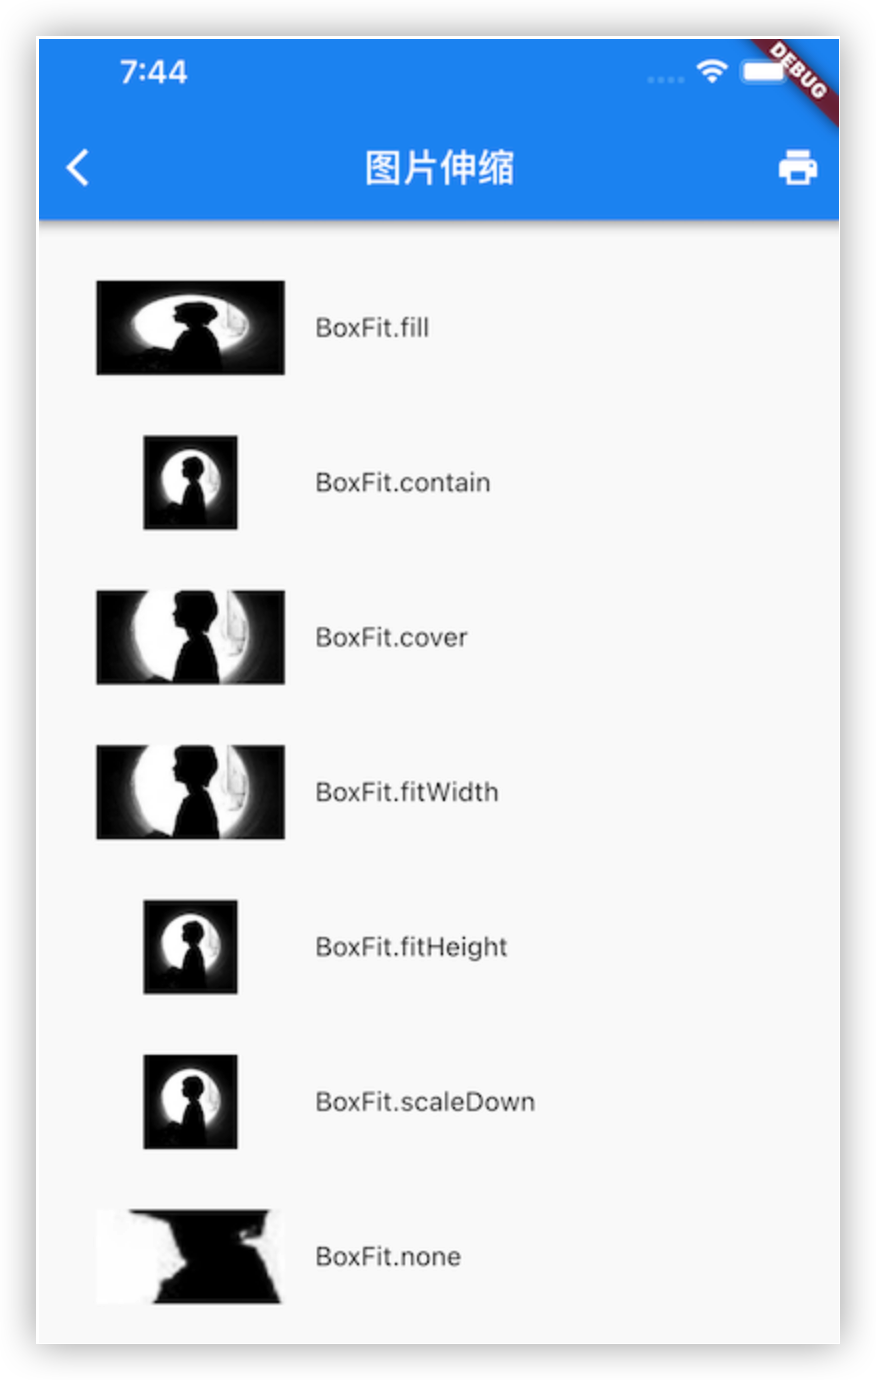 7:44
DEBUG
图片伸缩
BoxFit.fill
BoxFit.contain
BoxFit.cover
BoxFit.fitWidth
BoxFit.fitHeight
BoxFit.scaleDown
BoxFit.none